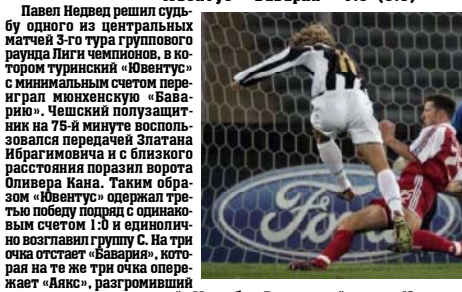 Павел Недвед решил судь-
бу одного из центральных
матчей 3-го тура группового
раунда Лиги чемпионов, в ко-
тором туринский «Ювентус»
с минимальным счетом пере-
играл мюнхенскую «Бава-
рию». Чешский полузащит-
ник на 75-й минуте восполь-
зовался передачей Златана
Ибрагимовича и с близкого
расстояния поразил ворота
Оливера Кана. Таким обра-
зом «Ювентус» одержал тре-
тью победу подряд с одинако-
вым счетом 1:0 и единолич-
но возглавил группу C. На три
очка отстает «Бавария», кото-
рая на те же три очка опере-
жает «Аякс», разгромивший
Ford